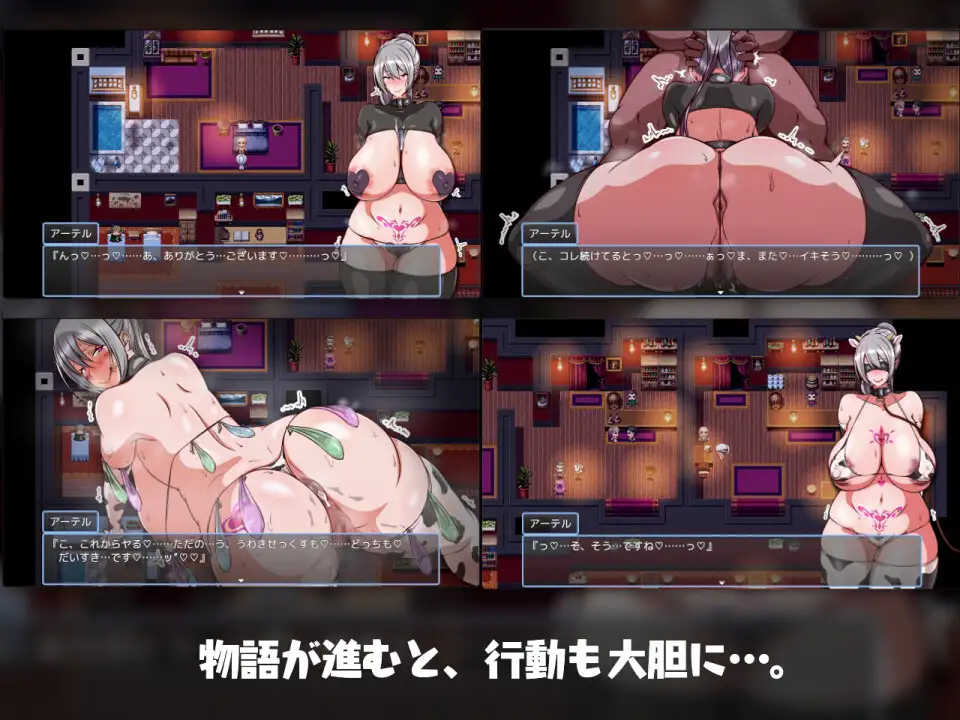 アーテル
『んっ♡…っ♡……あ、ありがとう…ございます♡………っ♡』
アーテル
(こ、コレ続けてるとっ♡…っ♡……ぁっ♡ま、また♡…イキそう♡………っ♡ )
アーテル
『こ、これからヤる♡……ただの…う、うわきせっくすも♡……どっちも♡
だいすき…です♡……ッ"♡♡』
アーテル
『っ♡…そ、そう…ですね♡……っ♡』
物語が進むと、行動も大胆に…。